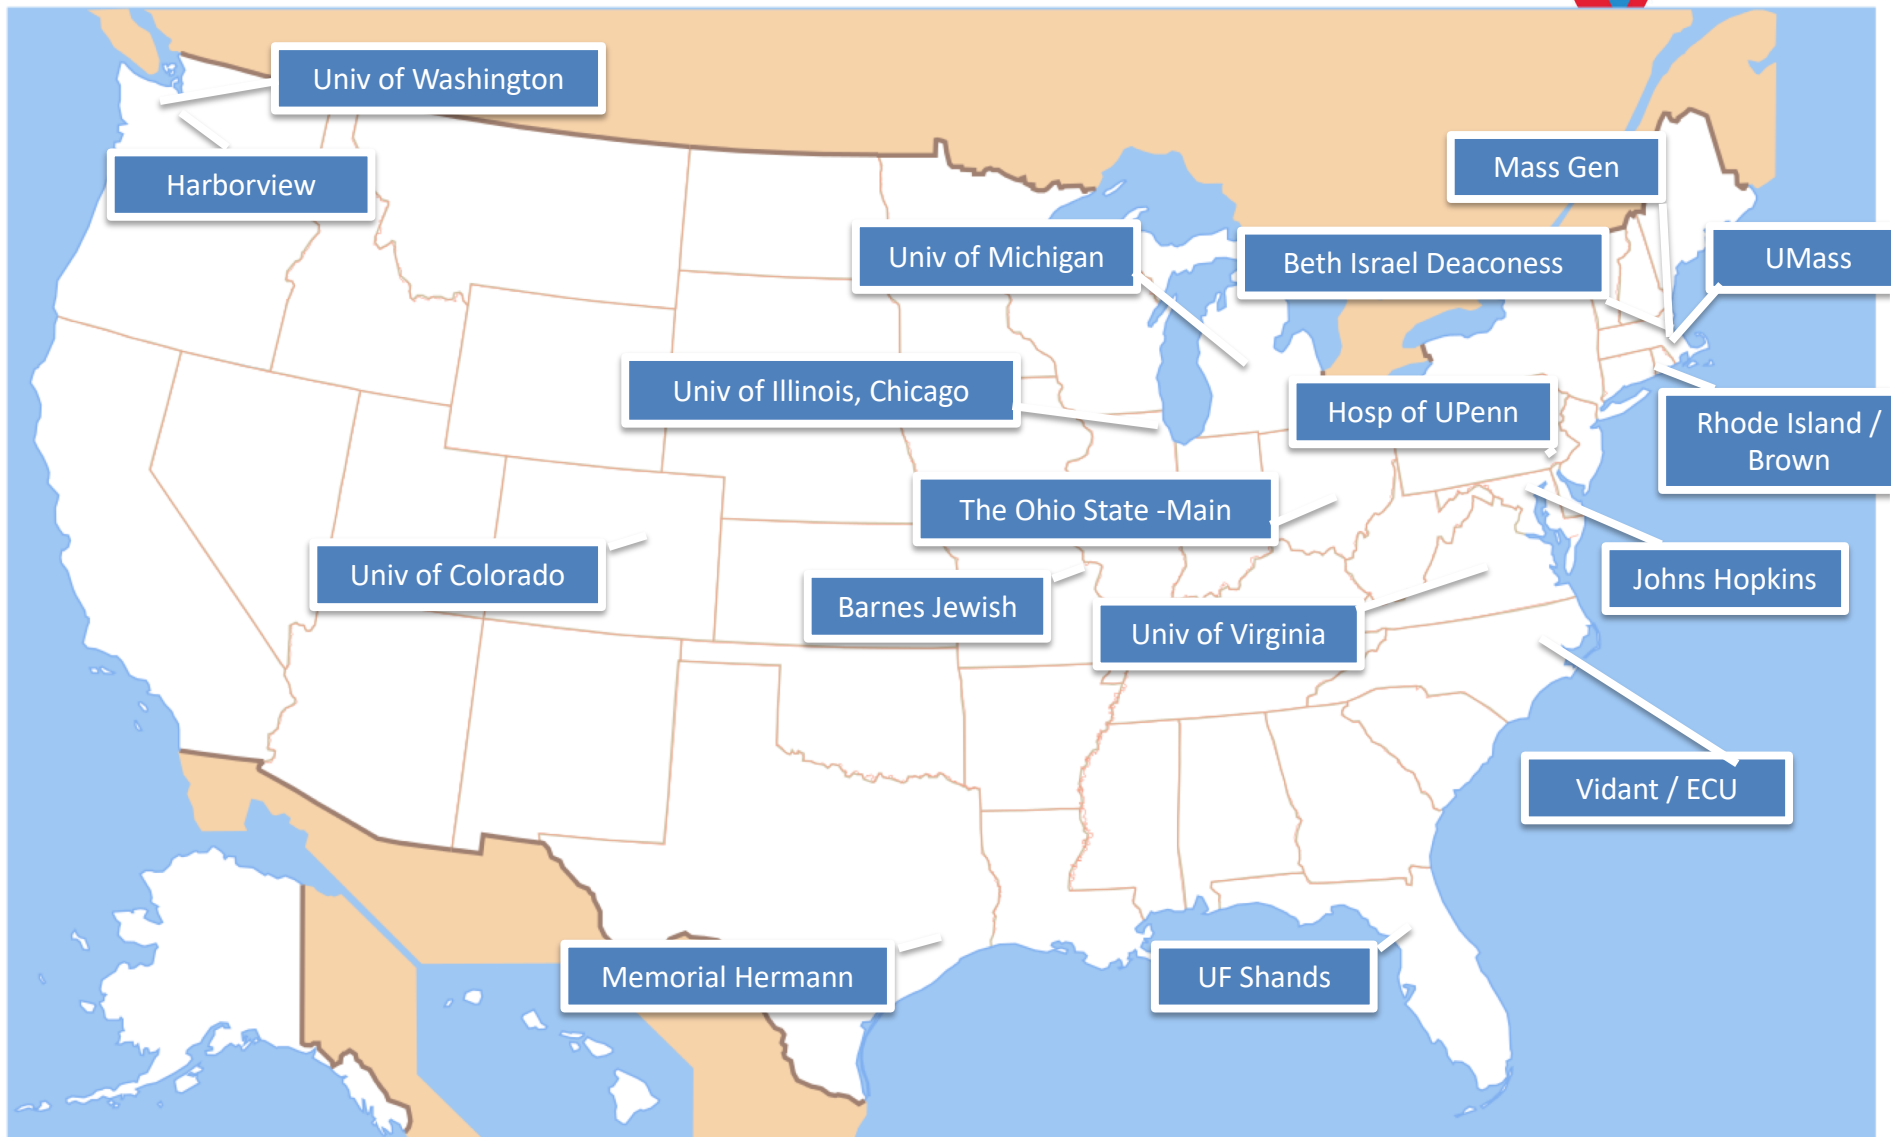 Univ of Washington
Mass Gen
Harborview
Univ of Michigan
Beth Israel Deaconess
UMass
Univ of Illinois, Chicago
Hosp of UPenn
Rhode Island /
Brown
The Ohio State -Main
Univ of Colorado
Barnes Jewish
Johns Hopkins
Univ of Virginia
Vidant / ECU
Memorial Hermann
UF Shands